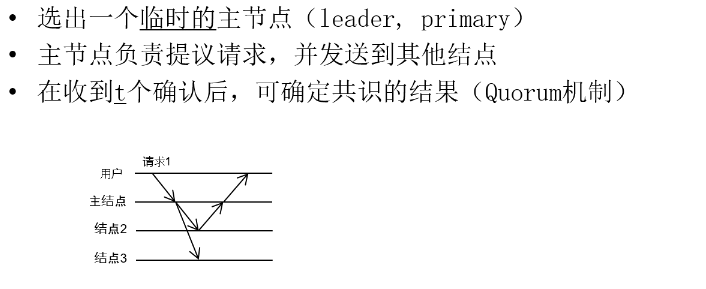 • 选出一个临时的主节点（leader, primary）
• 主节点负责提议请求，并发送到其他结点
• 在收到t个确认后，可确定共识的结果（Quorum机制）
请求1
用户
主结点
结点2
结点3